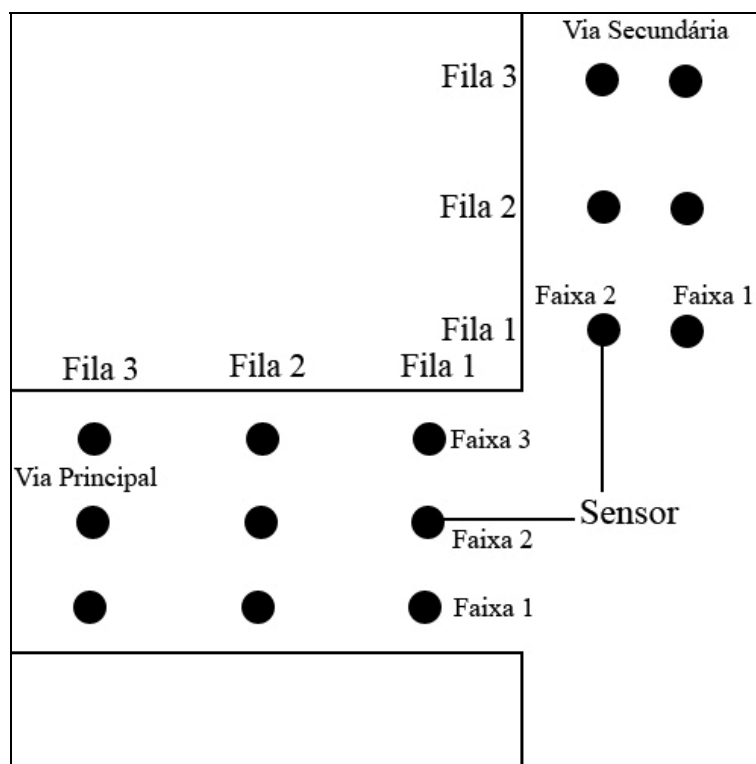 Via Secundária
Fila 3
Fila 2
Faixa 2 Faixa 1
Fila 1
Fila 3 Fila 2 Fila 1
Faixa 3
Via Principal
Sensor
Faixa 2
Faixa 1